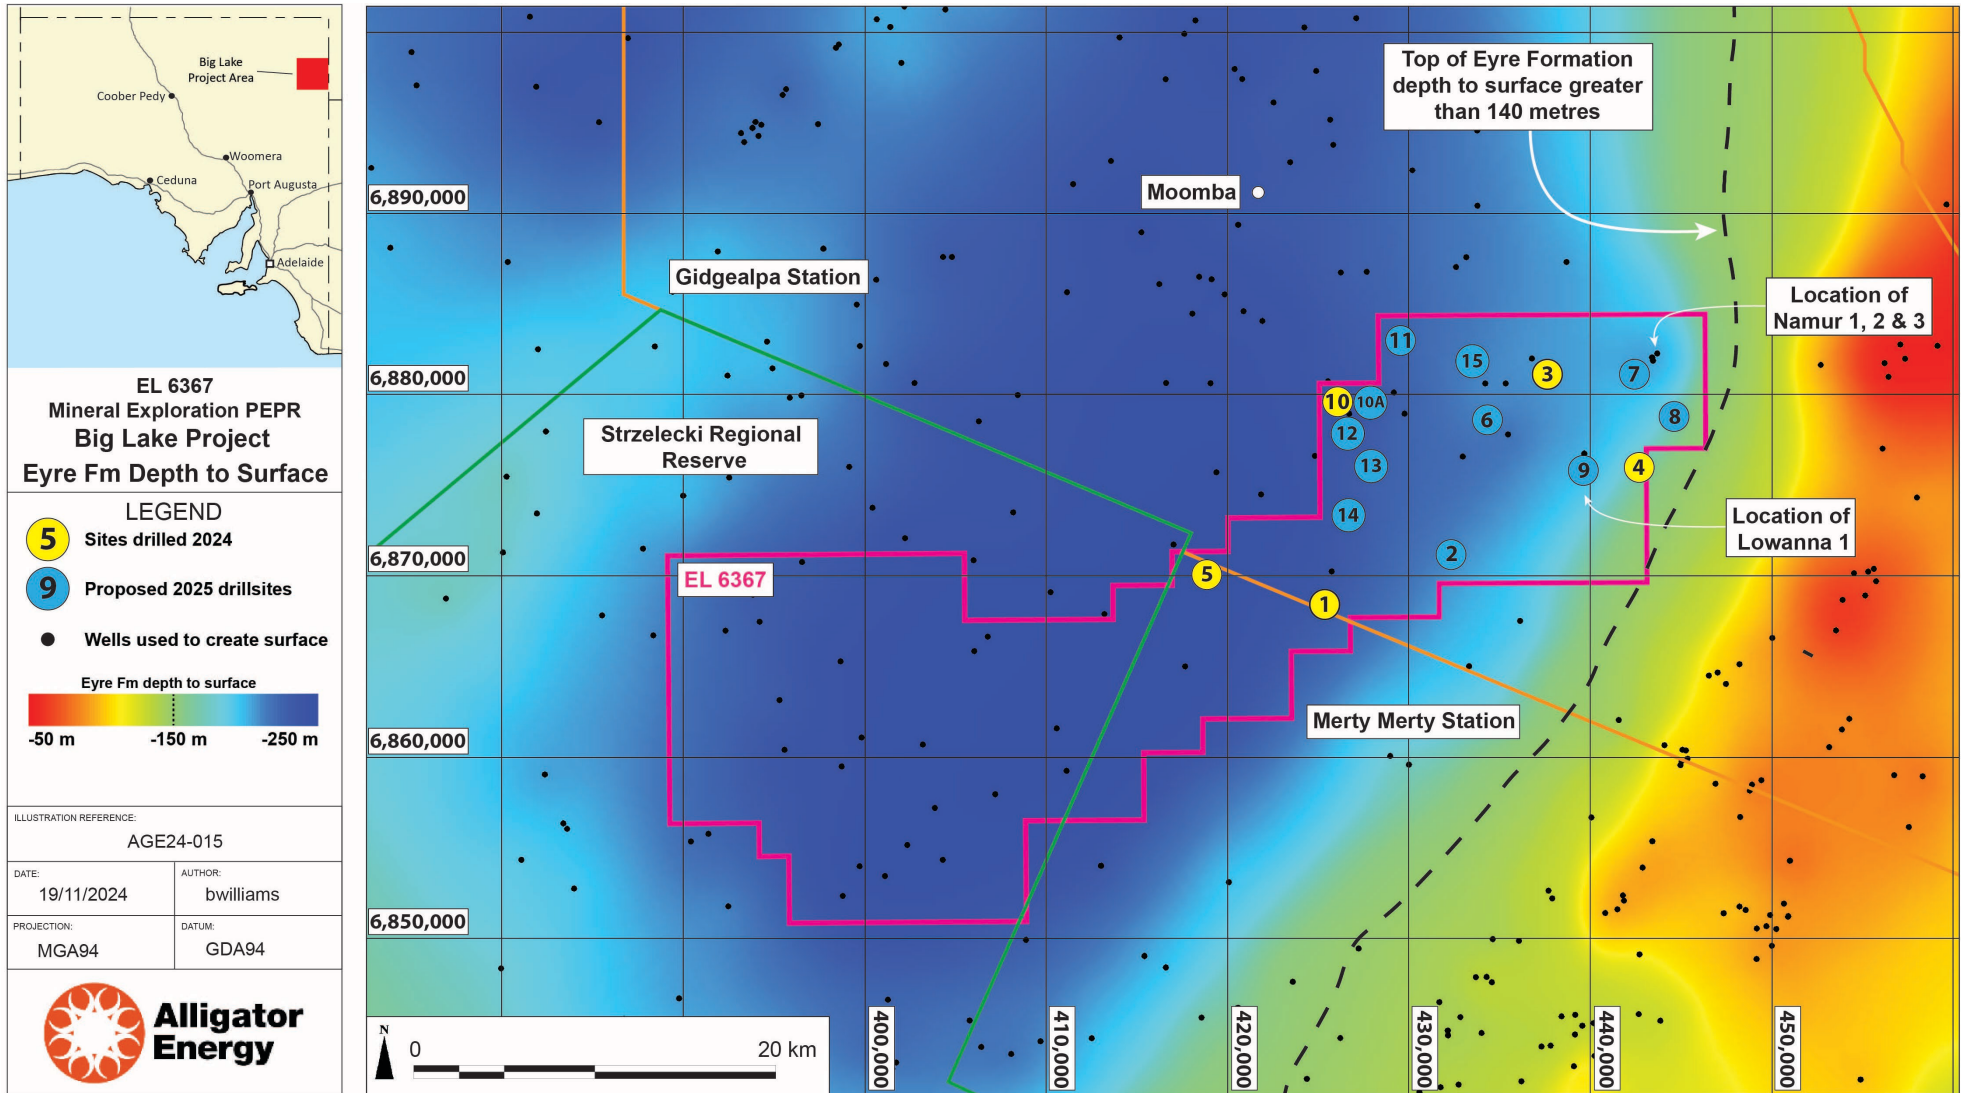 Big Lake
Project Area
Coober Pedy
Woomera
Ceduna
Port Augusta
Adelaide
EL 6367
Mineral Exploration PEPR
Big Lake Project
Eyre Fm Depth to Surface
LEGEND
5 Sites drilled 2024
9 Proposed 2025 drillsites
Wells used to create surface
Eyre Fm depth to surface
-50 m -150 m -250 m
ILLUSTRATION REFERENCE:
AGE24-015
DATE:
19/11/2024
AUTHOR:
bwilliams
PROJECTION:
MGA94
DATUM:
GDA94
Alligator
Energy
Top of Eyre Formation
depth to surface greater
than 140 metres
6,890,000
Moomba
Gidgealpa Station
Location of
Namur 1, 2 & 3
11
15
3
7
6,880,000
10
10A
8
6
12
Strzelecki Regional
Reserve
13
9
4
14
Location of
Lowanna 1
6,870,000
2
EL 6367
5
1
Merty Merty Station
6,860,000
6,850,000
N
0 20 km
400,000
410,000
420,000
430,000
440,000
450,000